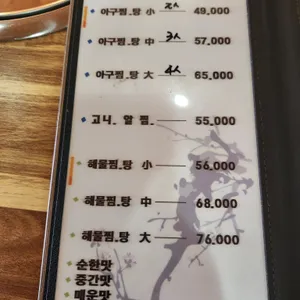 아구찜.탕 小 2人 49,000
아구찜.탕 中 3人 57,000
아구찜.탕 大 4人 65,000
고니. 알 찜. 55,000
해물찜.탕 小 56,000
해물찜.탕 中 68,000
해물찜.탕 大 76,000
순한맛
중간맛
매운맛